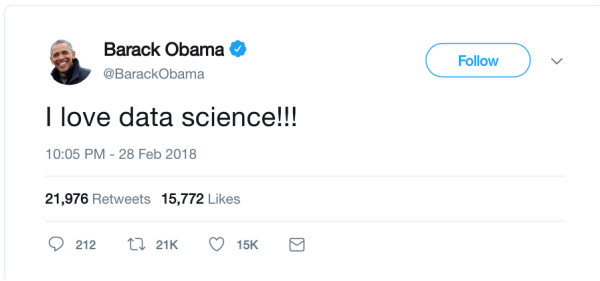 Barack Obama
Follow
@BarackObama
I love data science!!!
10:05 PM - 28 Feb 2018
21,976 Retweets 15,772 Likes
212 21K 15K